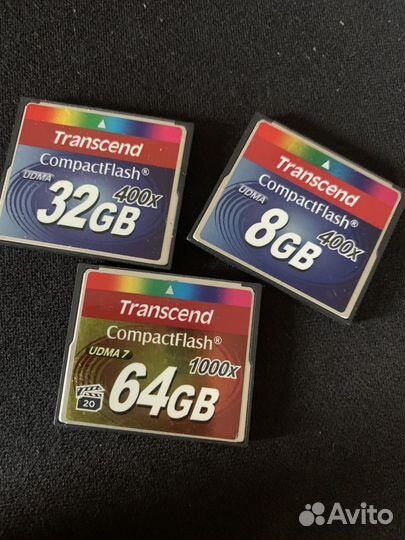 Transcend
CompactFlash®
UDMA 400x
32GB
Transcend
CompactFlash®
UDMA 400x
8GB
Transcend
CompactFlash®
UDMA 7 1000x
64GB
20
Avito